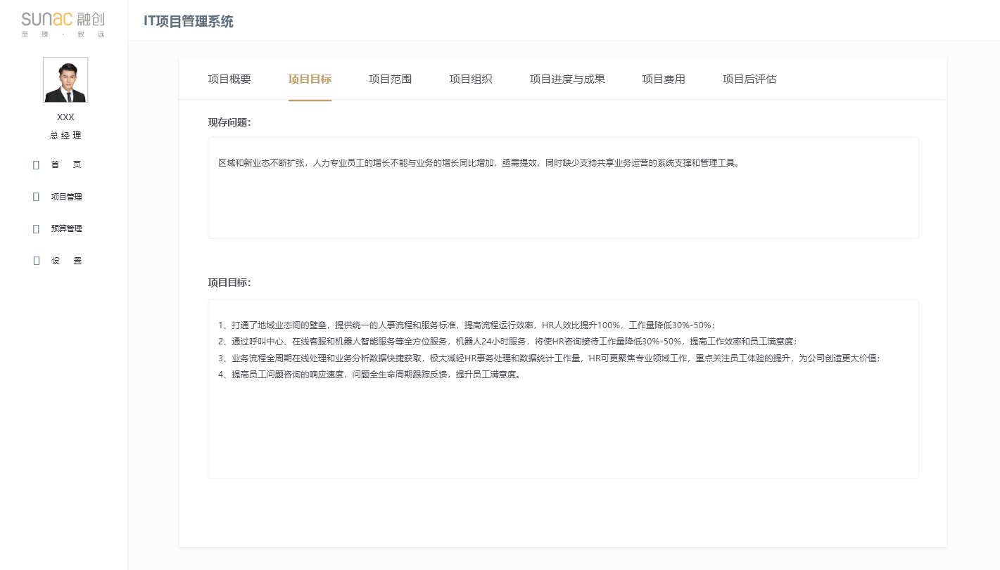 sunac 融创
至 臻 · 致 远
IT项目管理系统
XXX
总 经 理
首 页
项目管理
预算管理
设 置
项目概要 项目目标 项目范围 项目组织 项目进度与成果 项目费用 项目后评估
现存问题：
区域和新业态不断扩张，人力专业员工的增长不能与业务的增长同比增加，亟需提效，同时缺少支持共享业务运营的系统支撑和管理工具。
项目目标：
1、打通了地域业态间的壁垒，提供统一的人事流程和服务标准，提高流程运行效率，HR人效比提升100%，工作量降低30%-50%；
2、通过呼叫中心、在线客服和机器人智能服务等全方位服务，机器人24小时服务，将使HR咨询接待工作量降低30%-50%，提高工作效率和员工满意度；
3、业务流程全周期在线处理和业务分析数据快捷获取，极大减轻HR事务处理和数据统计工作量，HR可更聚焦专业领域工作，重点关注员工体验的提升，为公司创造更大价值；
4、提高员工问题咨询的响应速度，问题全生命周期跟踪反馈，提升员工满意度。